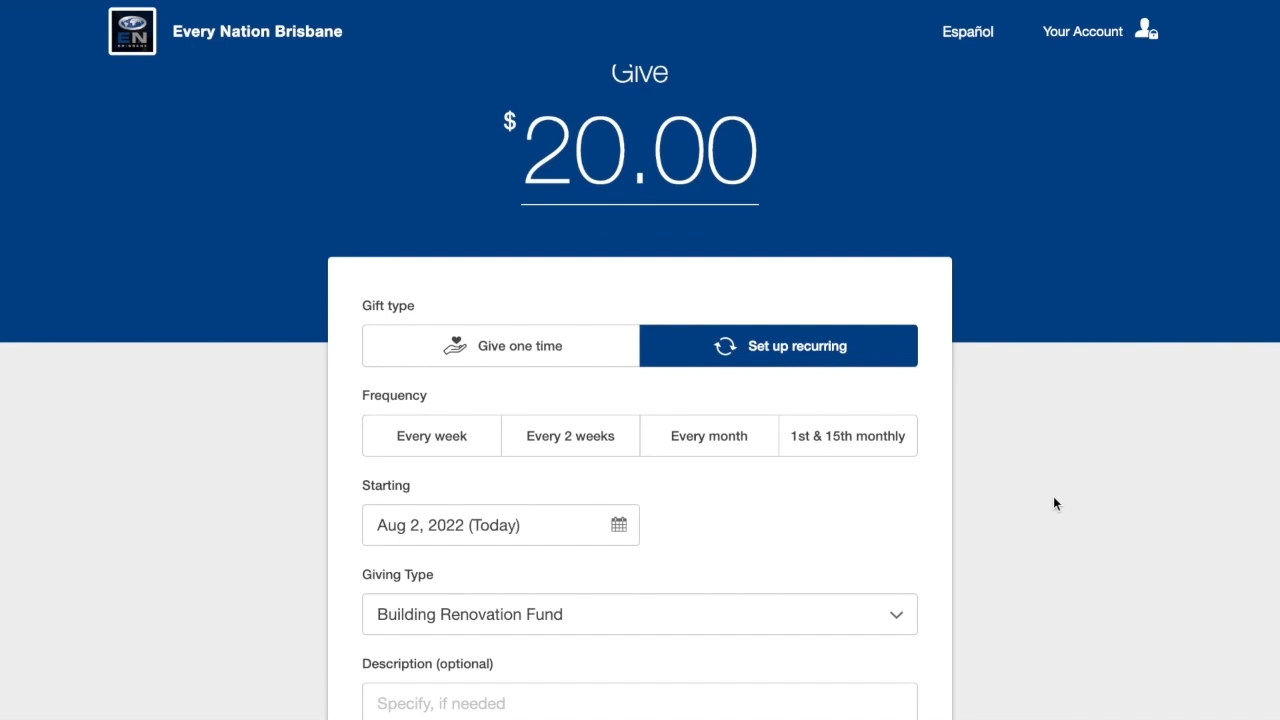 EN
BRISBANE
Every Nation Brisbane
Español
Your Account
Give
$20.00
Gift type
Give one time
Set up recurring
Frequency
Every week
Every 2 weeks
Every month
1st & 15th monthly
Starting
Aug 2, 2022 (Today)
Giving Type
Building Renovation Fund
Description (optional)
Specify, if needed